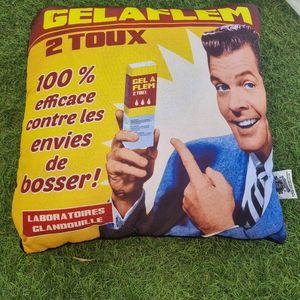 GELAFLEM
2 TOUX
100 %
efficace
contre les
envies
de
bosser!
GEL A
FLEM
2 TOUX
LABORATOIRES
GLANDOUILLE